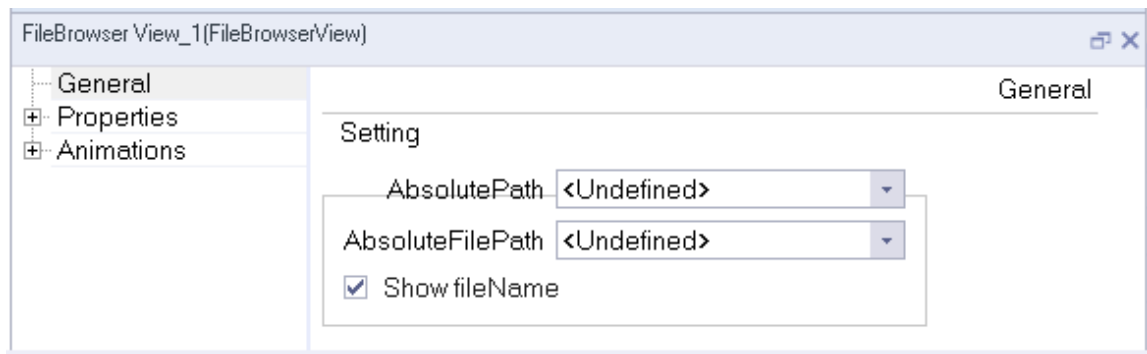 FileBrowser View_1(FileBrowserView)
General
Properties
Animations
General
Setting
AbsolutePath <Undefined>
AbsoluteFilePath <Undefined>
Show fileName